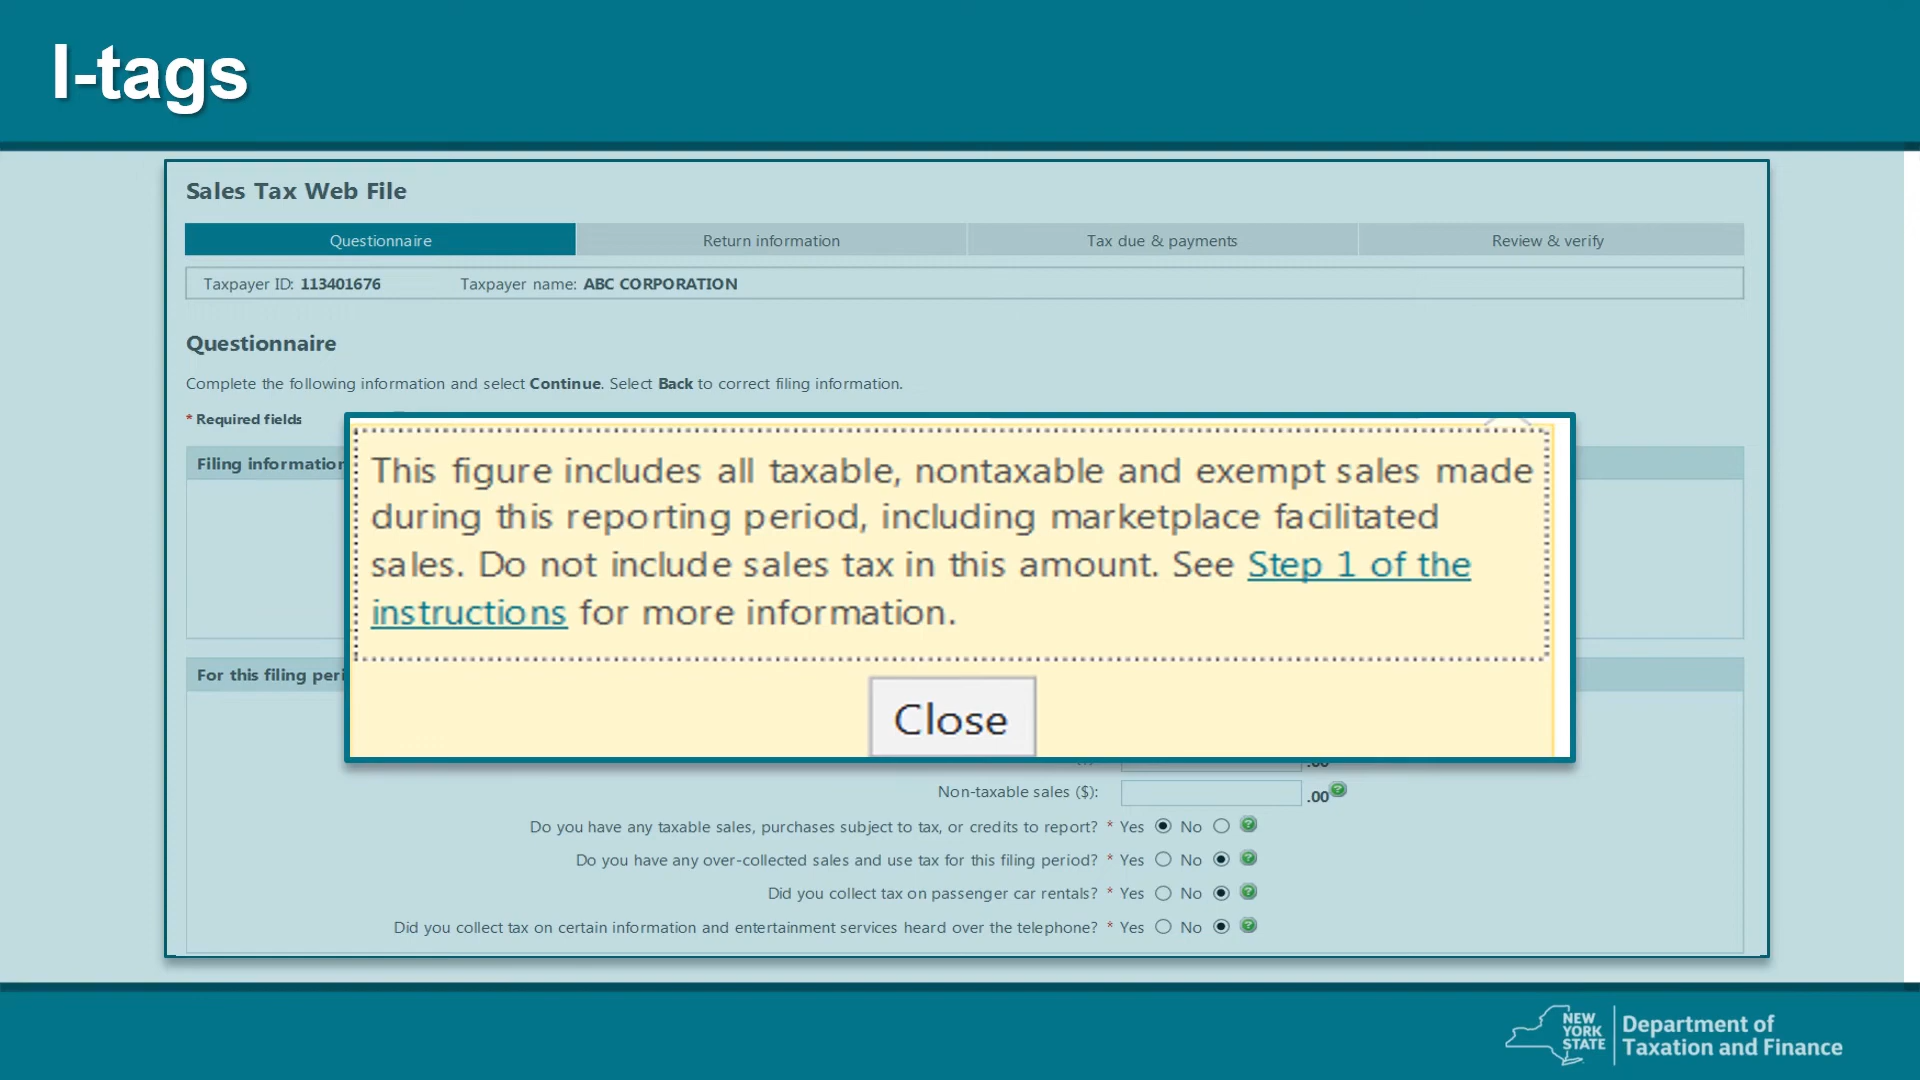 I-tags
Sales Tax Web File
Questionnaire Return information Tax due & payments Review & verify
Taxpayer ID: 113401676 Taxpayer name: ABC CORPORATION
Questionnaire
Complete the following information and select Continue. Select Back to correct filing information.
* Required fields
Filing information
This figure includes all taxable, nontaxable and exempt sales made
during this reporting period, including marketplace facilitated
sales. Do not include sales tax in this amount. See Step 1 of the
instructions for more information.
Close
For this filing peri
.00
Non-taxable sales ($): .00
Do you have any taxable sales, purchases subject to tax, or credits to report? * Yes No
Do you have any over-collected sales and use tax for this filing period? * Yes No
Did you collect tax on passenger car rentals? * Yes No
Did you collect tax on certain information and entertainment services heard over the telephone? * Yes No
NEW
YORK
STATE
Department of
Taxation and Finance